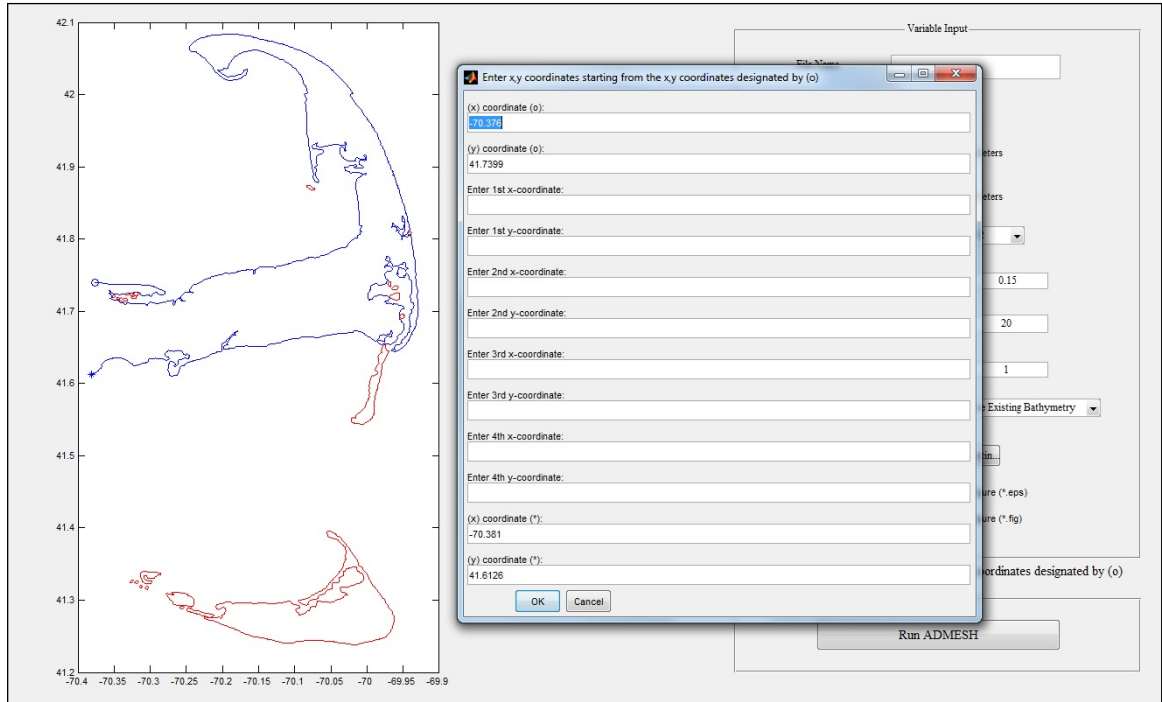 42.1
42
41.9
41.8
41.7
41.6
41.5
41.4
41.3
41.2
-70.4 -70.35 -70.3 -70.25 -70.2 -70.15 -70.1 -70.05 -70 -69.95 -69.9
Variable Input
File Name
Enter x,y coordinates starting from the x,y coordinates designated by (o)
(x) coordinate (o):
-70.376
(y) coordinate (o):
41.7399
Enter 1st x-coordinate:
Enter 1st y-coordinate:
Enter 2nd x-coordinate:
Enter 2nd y-coordinate:
Enter 3rd x-coordinate:
Enter 3rd y-coordinate:
Enter 4th x-coordinate:
Enter 4th y-coordinate:
(x) coordinate (*):
-70.381
(y) coordinate (*):
41.6126
OK Cancel
0.15
20
1
Existing Bathymetry
(*.eps)
(*.fig)
designated by (o)
Run ADMESH